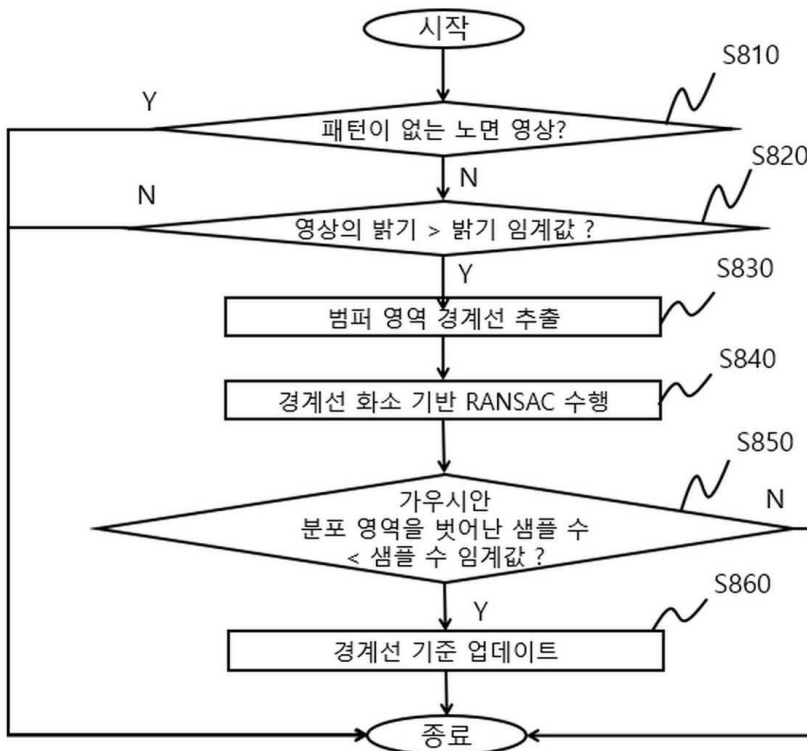 시작
S810
Y
패턴이 없는 노면 영상?
N
S820
N
영상의 밝기 > 밝기 임계값 ?
Y
S830
범퍼 영역 경계선 추출
S840
경계선 화소 기반 RANSAC 수행
S850
N
가우시안
분포 영역을 벗어난 샘플 수
< 샘플 수 임계값 ?
Y
S860
경계선 기준 업데이트
종료